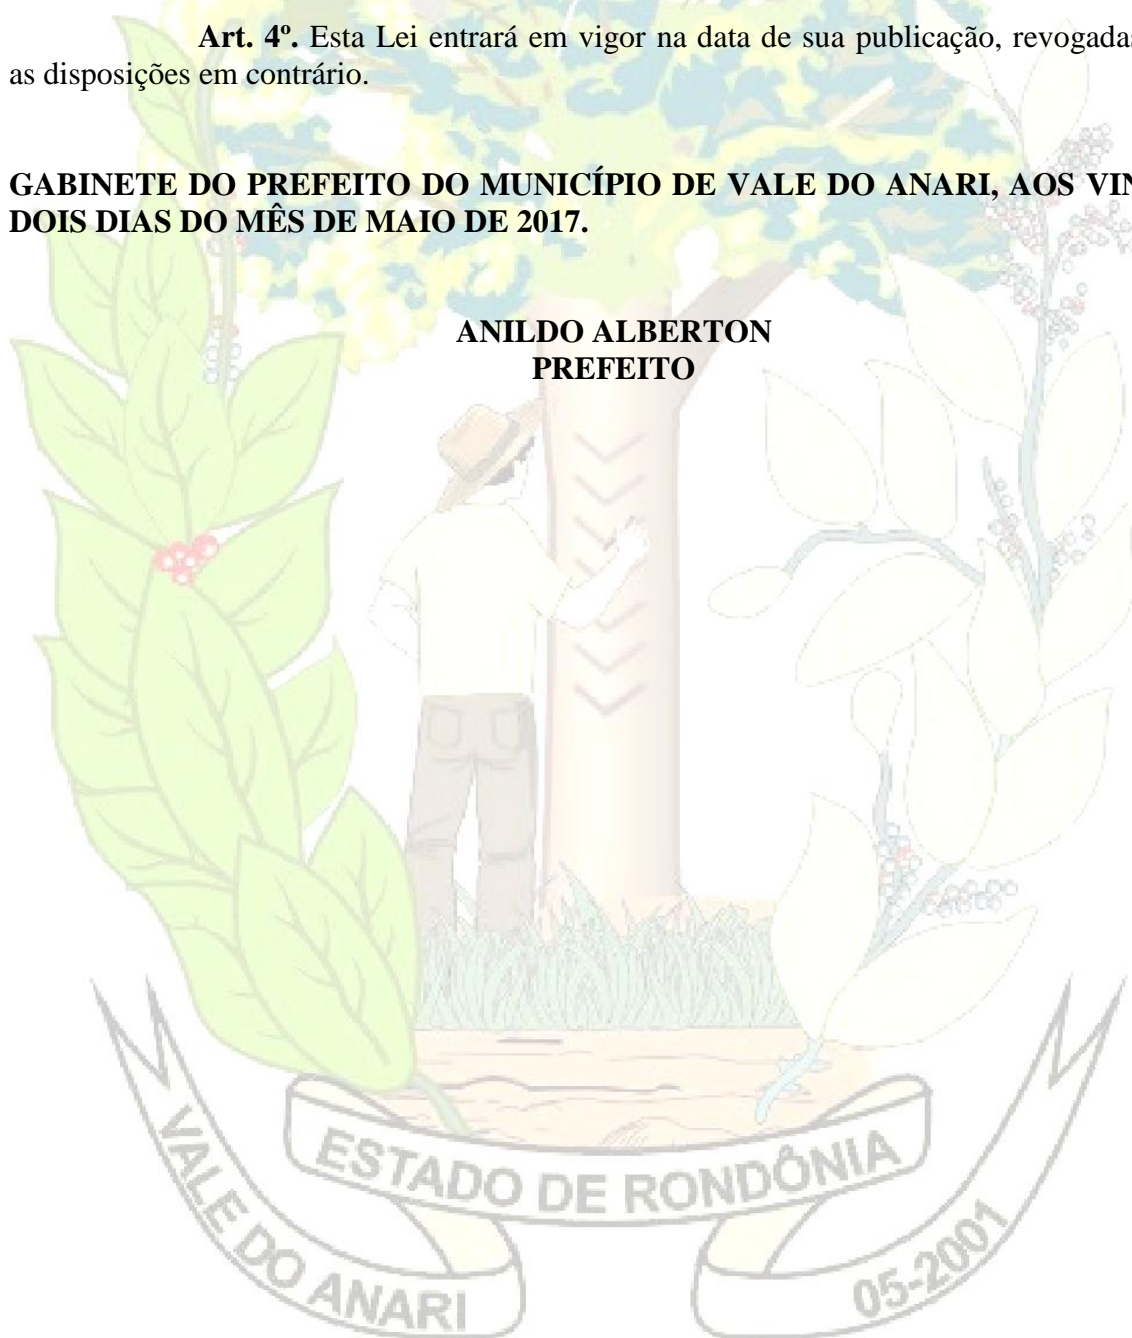 Art. 4º. Esta Lei entrará em vigor na data de sua publicação, revogadas
as disposições em contrário.
GABINETE DO PREFEITO DO MUNICÍPIO DE VALE DO ANARI, AOS VIN
DOIS DIAS DO MÊS DE MAIO DE 2017.
ANILDO ALBERTON
PREFEITO
ESTADO DE RONDÔNIA
VALE DO ANARI
05-2001